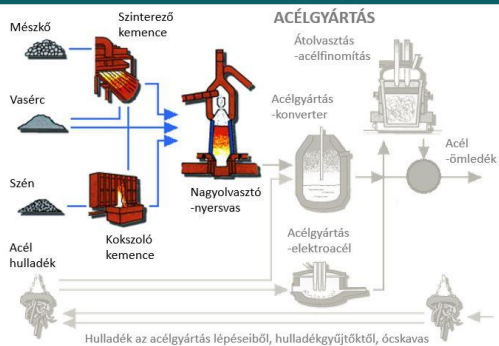 ACÉLGYÁRTÁS
Mészkő
Szinterező
kemence
Átolvasztás
-acélfinomítás
Vasérc
Acélgyártás
-konverter
Acél
-ömledék
Szén
Nagyolvasztó
-nyersvas
Kokszoló
kemence
Acélgyártás
-elektroacél
Acél
hulladék
Hulladék az acélgyártás lépéseiből, hulladékgyűjtőktől, ócskavas